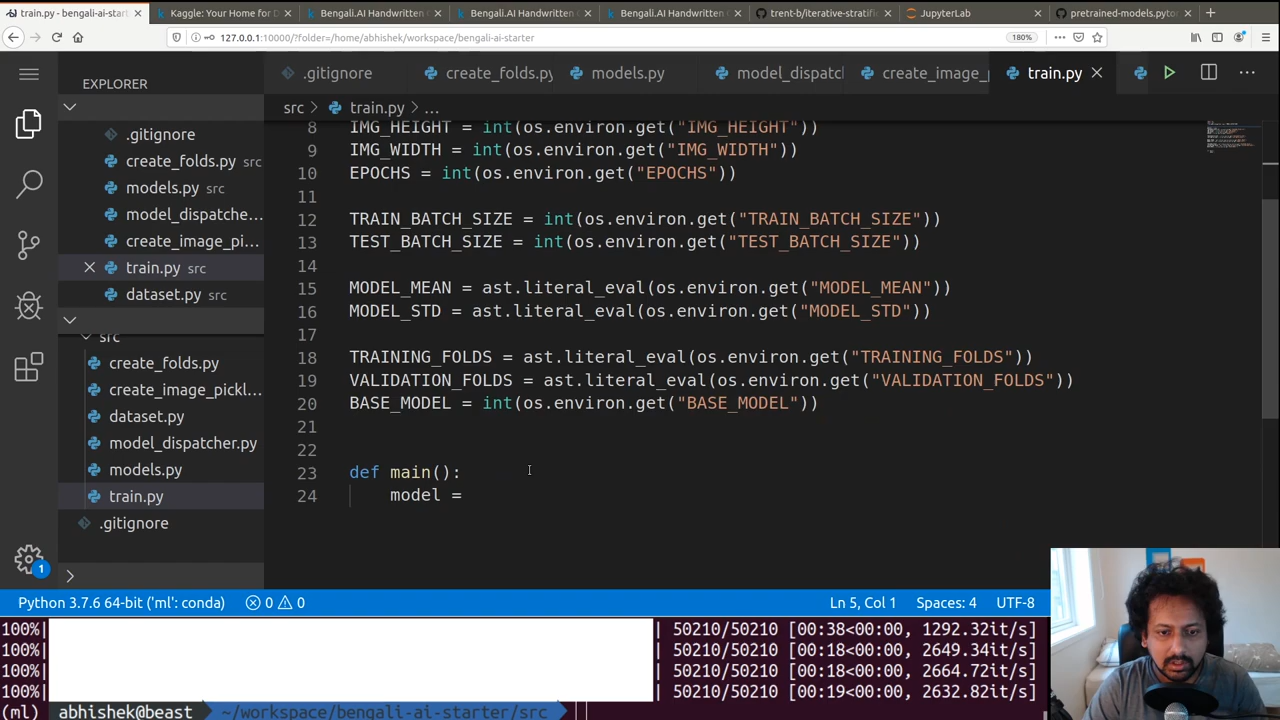 train.py - bengali-ai-star
Kaggle: Your Home for D
Bengali.AI Handwritten G
Bengali.AI Handwritten G
Bengali.AI Handwritten G
trent-b/iterative-stratifi
JupyterLab
pretrained-models.pyto
127.0.0.1:10000/?folder=/home/abhishek/workspace/bengali-ai-starter
180%
EXPLORER
.gitignore
create_folds.py
models.py
model_dispatcl
create_image_
train.py
src > train.py > ...
.gitignore
create_folds.py src
models.py src
model_dispatche...
create_image_pi...
train.py src
dataset.py src
src
create_folds.py
create_image_pickl...
dataset.py
model_dispatcher.py
models.py
train.py
.gitignore
8 IMG_HEIGHT = int(os.environ.get("IMG_HEIGHT"))
9 IMG_WIDTH = int(os.environ.get("IMG_WIDTH"))
10 EPOCHS = int(os.environ.get("EPOCHS"))
11
12 TRAIN_BATCH_SIZE = int(os.environ.get("TRAIN_BATCH_SIZE"))
13 TEST_BATCH_SIZE = int(os.environ.get("TEST_BATCH_SIZE"))
14
15 MODEL_MEAN = ast.literal_eval(os.environ.get("MODEL_MEAN"))
16 MODEL_STD = ast.literal_eval(os.environ.get("MODEL_STD"))
17
18 TRAINING_FOLDS = ast.literal_eval(os.environ.get("TRAINING_FOLDS"))
19 VALIDATION_FOLDS = ast.literal_eval(os.environ.get("VALIDATION_FOLDS"))
20 BASE_MODEL = int(os.environ.get("BASE_MODEL"))
21
22
23 def main():
24 model =
1
Python 3.7.6 64-bit ('ml': conda) 0 0 Ln 5, Col 1 Spaces: 4 UTF-8
100%| | 50210/50210 [00:38<00:00, 1292.32it/s]
100%| | 50210/50210 [00:18<00:00, 2649.34it/s]
100%| | 50210/50210 [00:18<00:00, 2664.72it/s]
100%| | 50210/50210 [00:19<00:00, 2632.82it/s]
(ml) abhishek@beast ~/workspace/bengali-ai-starter/src